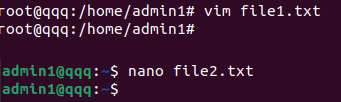 root@qqq:/home/admin1# vim file1.txt
root@qqq:/home/admin1#
admin1@qqq:~$ nano file2.txt
admin1@qqq:~$